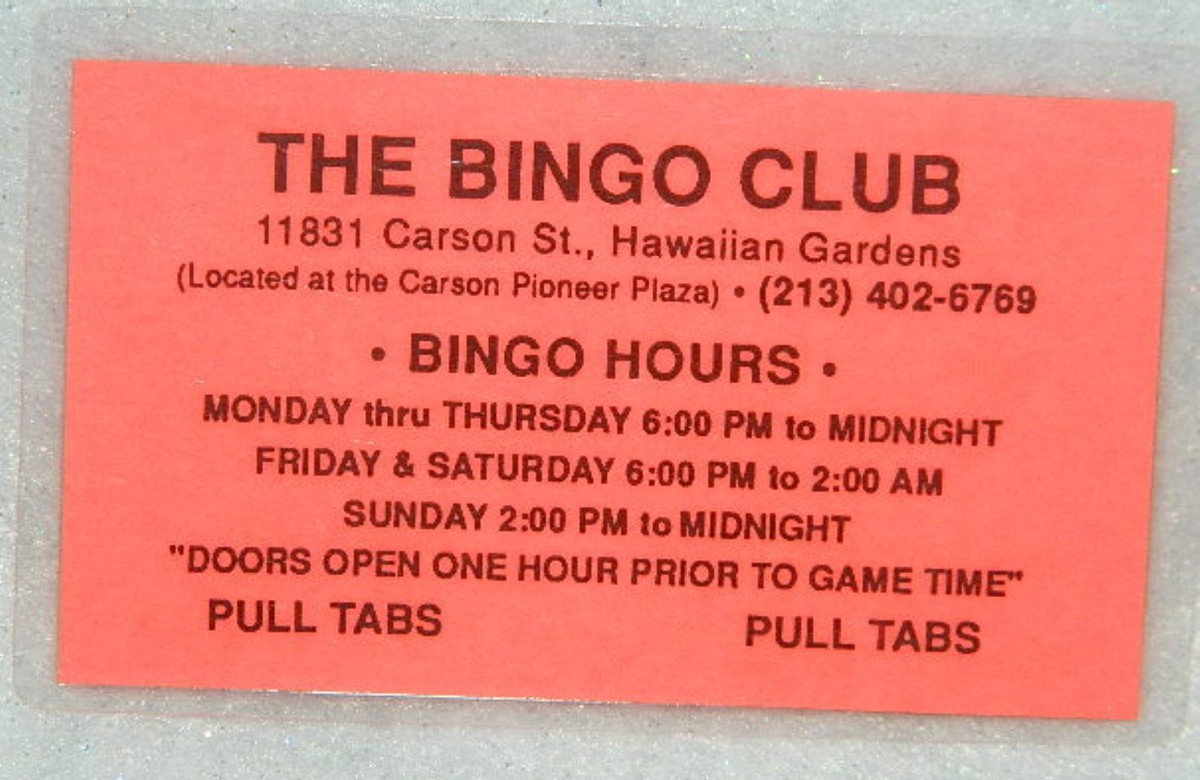 THE BINGO CLUB
11831 Carson St., Hawaiian Gardens
(Located at the Carson Pioneer Plaza) • (213) 402-6769
• BINGO HOURS •
MONDAY thru THURSDAY 6:00 PM to MIDNIGHT
FRIDAY & SATURDAY 6:00 PM to 2:00 AM
SUNDAY 2:00 PM to MIDNIGHT
"DOORS OPEN ONE HOUR PRIOR TO GAME TIME"
PULL TABS PULL TABS